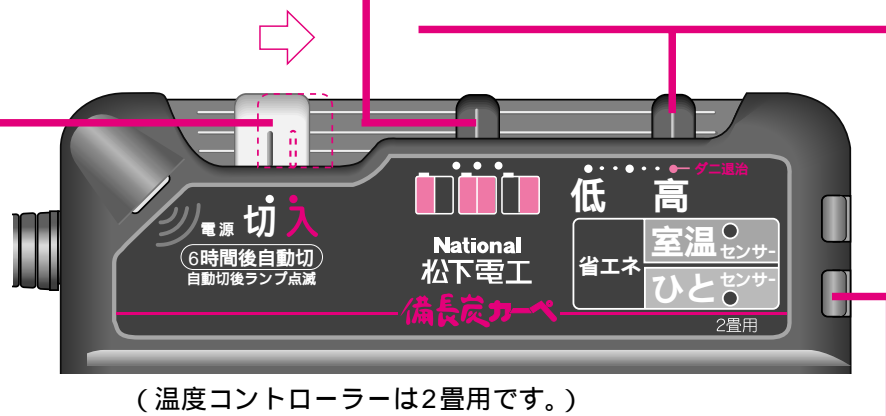 ダニ退治
低 高
電源 切 入
6時間後自動切
自動切後ランプ点滅
National
松下電工
備長炭カーペ
省エネ
室温センサー
ひとセンサー
2畳用
(温度コントローラーは2畳用です。)